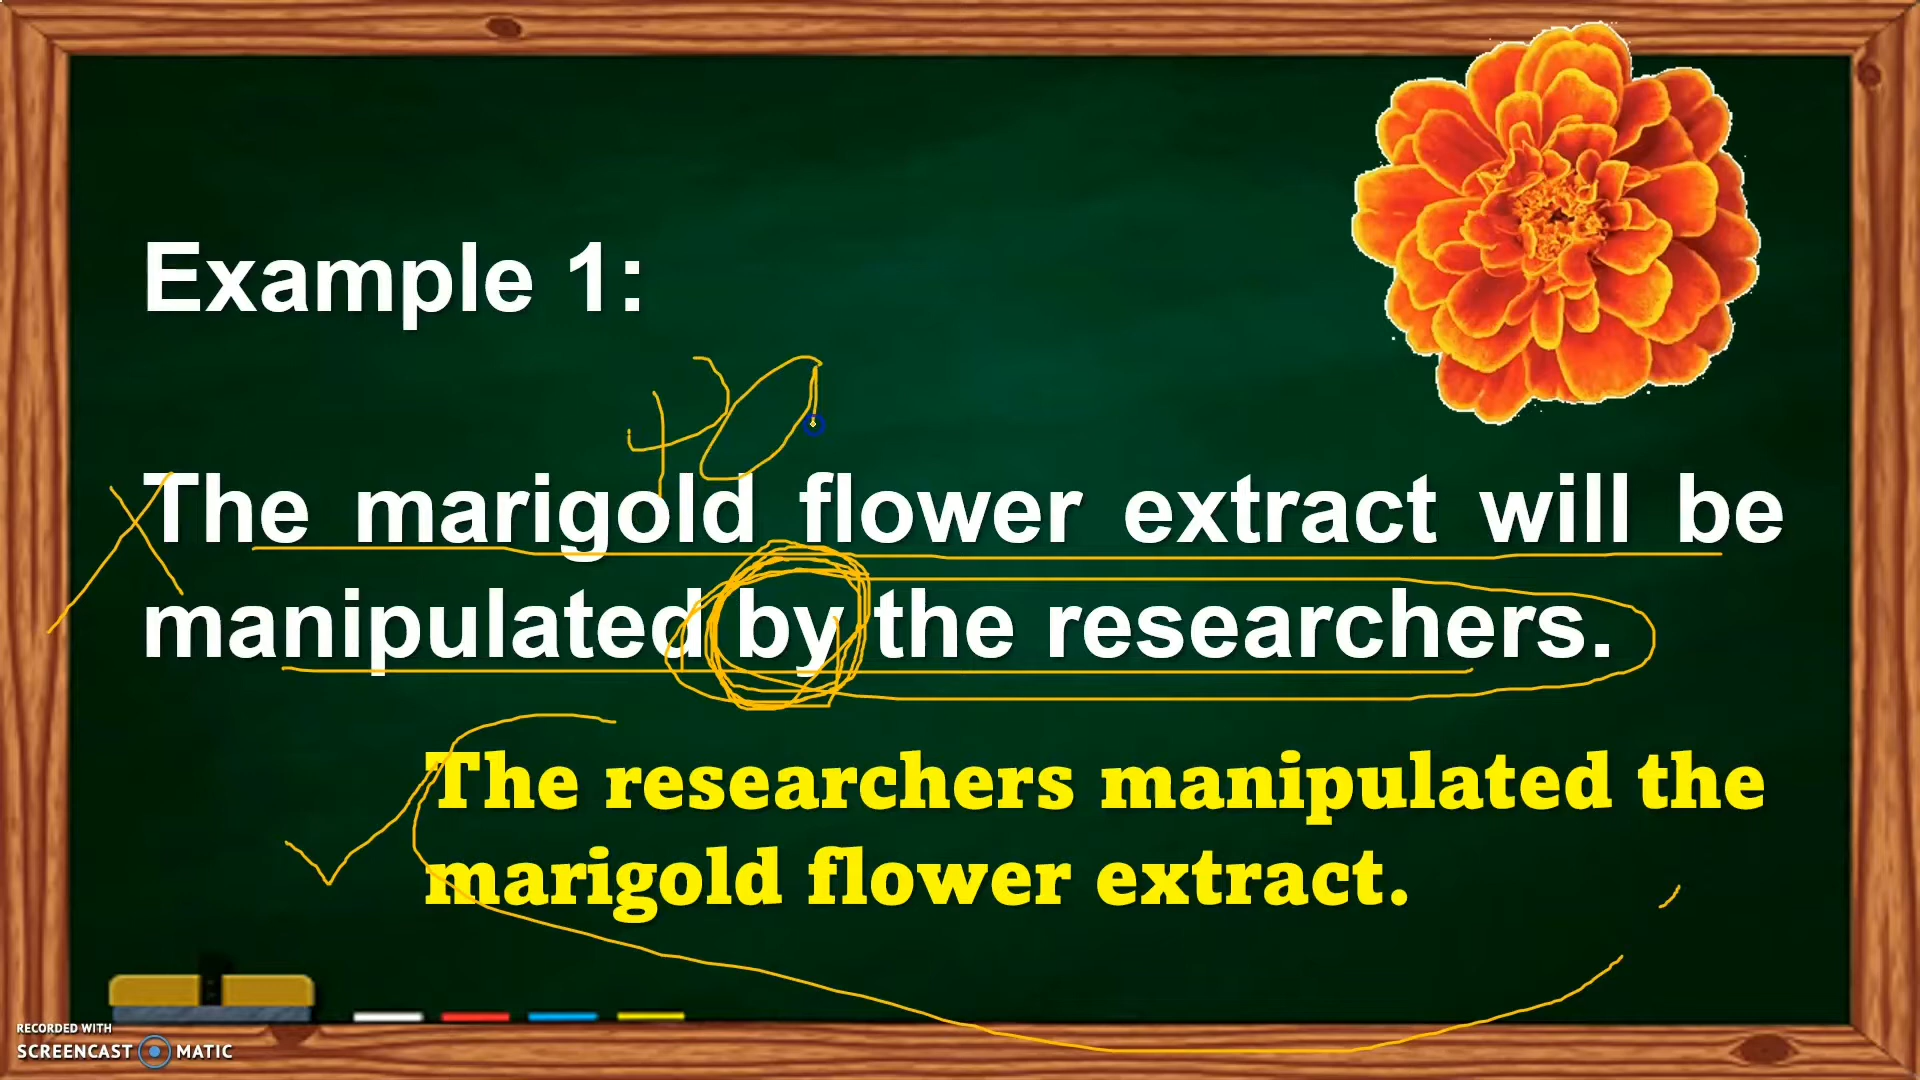 Example 1:
The marigold flower extract will be
manipulated by the researchers.
The researchers manipulated the
marigold flower extract.
RECORDED WITH
SCREENCAST MATIC